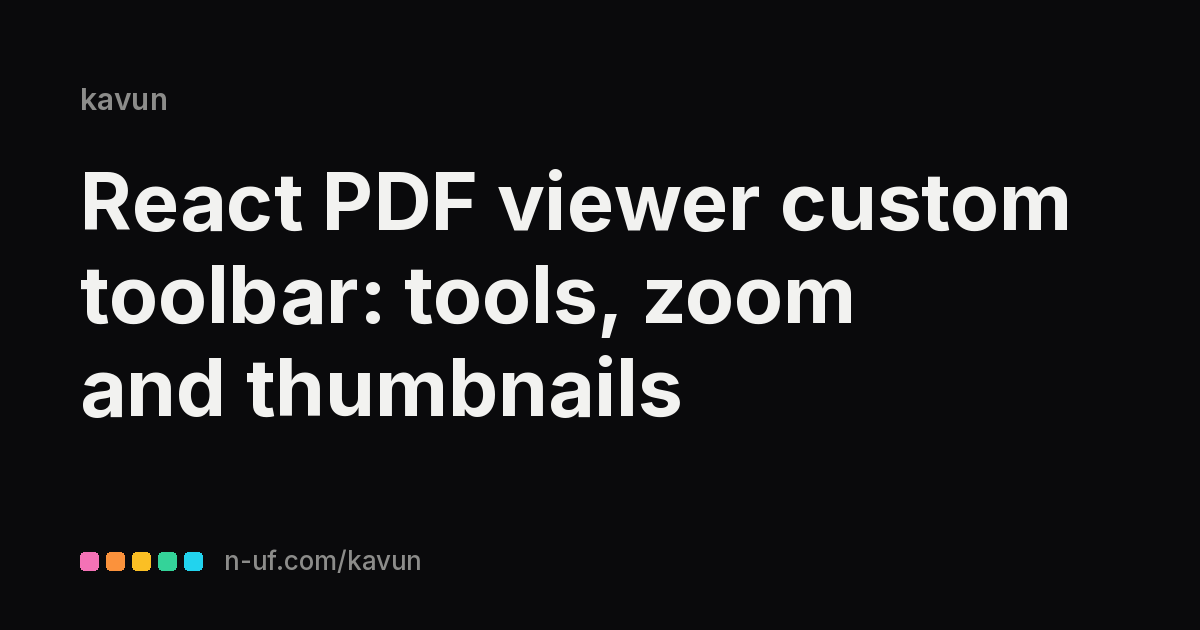 kavun
React PDF viewer custom
toolbar: tools, zoom
and thumbnails
n-uf.com/kavun